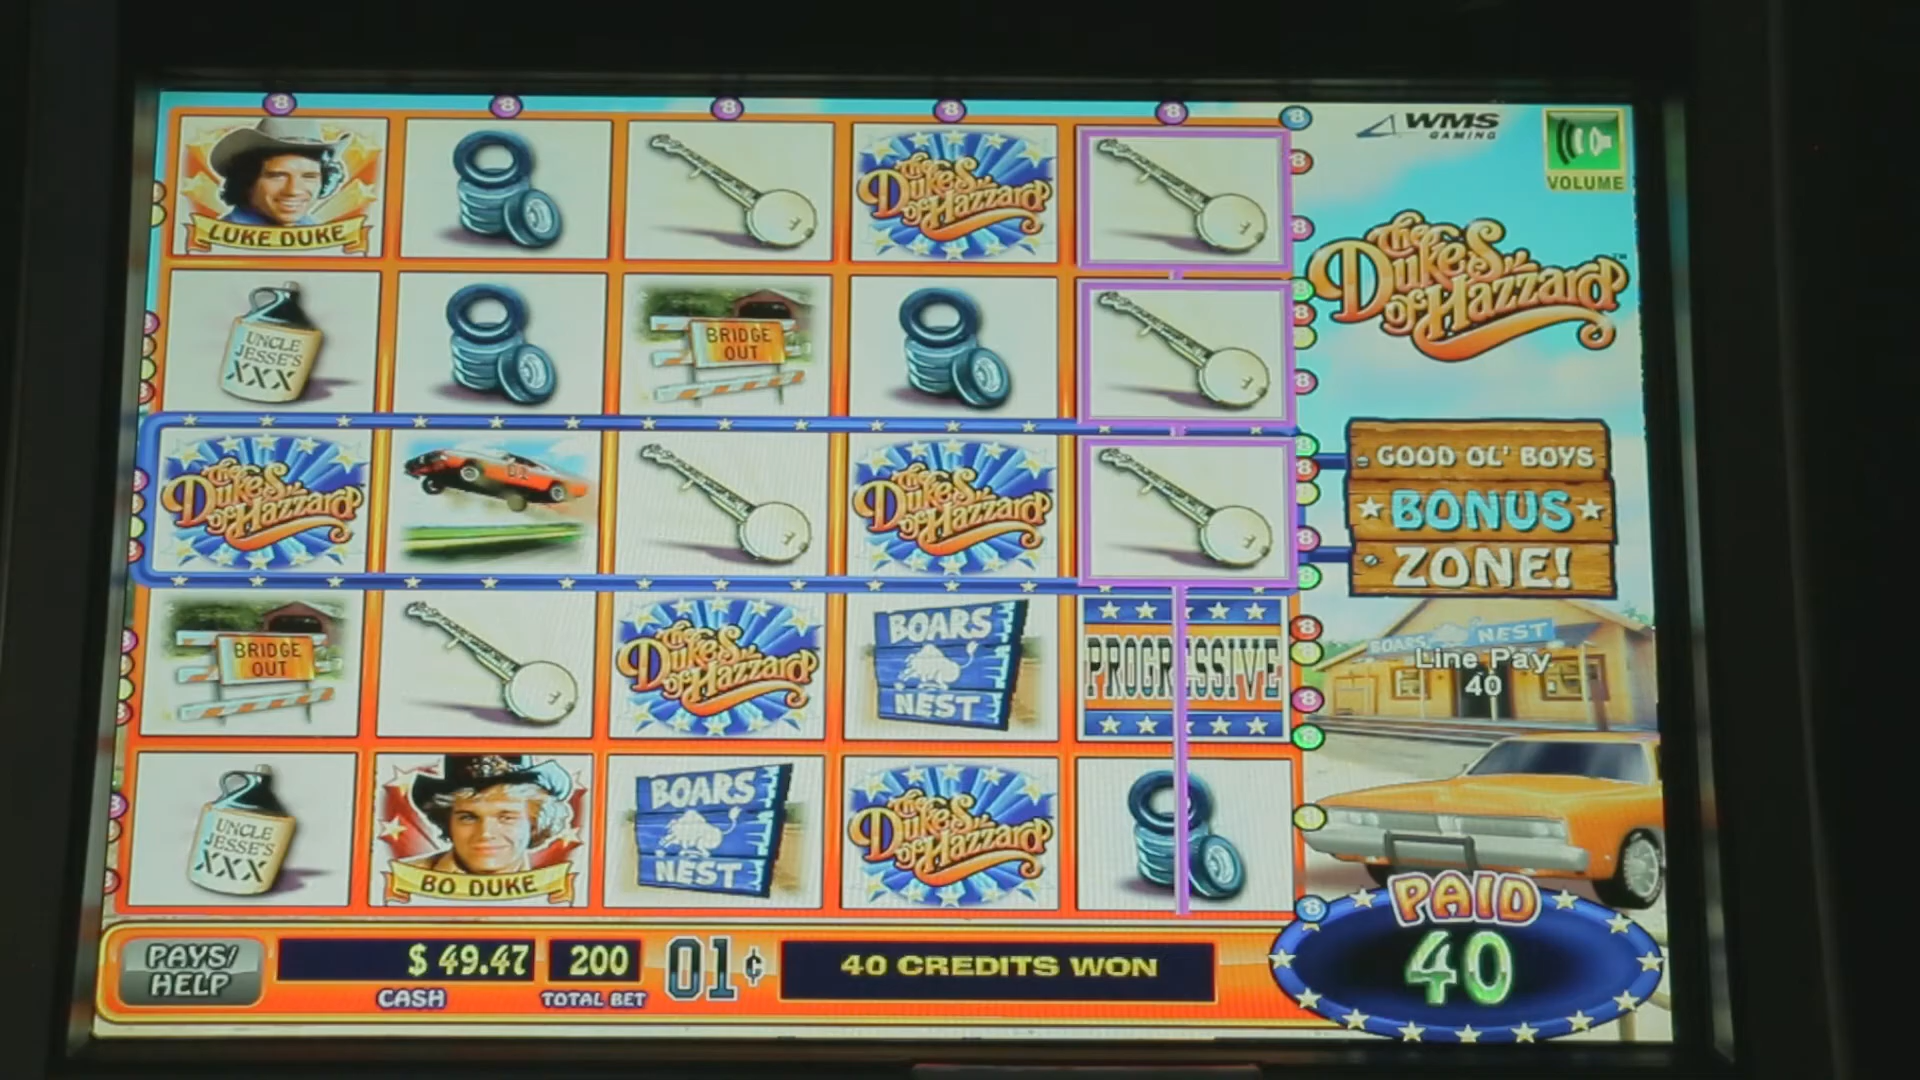 WMS
GAMING
VOLUME
LUKE DUKE
The Dukes of Hazzard
The Dukes of Hazzard™
UNCLE
JESSE'S
XXX
BRIDGE
OUT
The Dukes of Hazzard
The Dukes of Hazzard
GOOD OL' BOYS
BONUS
ZONE!
BRIDGE
OUT
The Dukes of Hazzard
BOARS
NEST
PROGRESSIVE
BOARS NEST
Line Pay
40
UNCLE
JESSE'S
XXX
BO DUKE
BOARS
NEST
The Dukes of Hazzard
PAID
40
PAYS/
HELP
$ 49.47
CASH
200
TOTAL BET
01¢
40 CREDITS WON